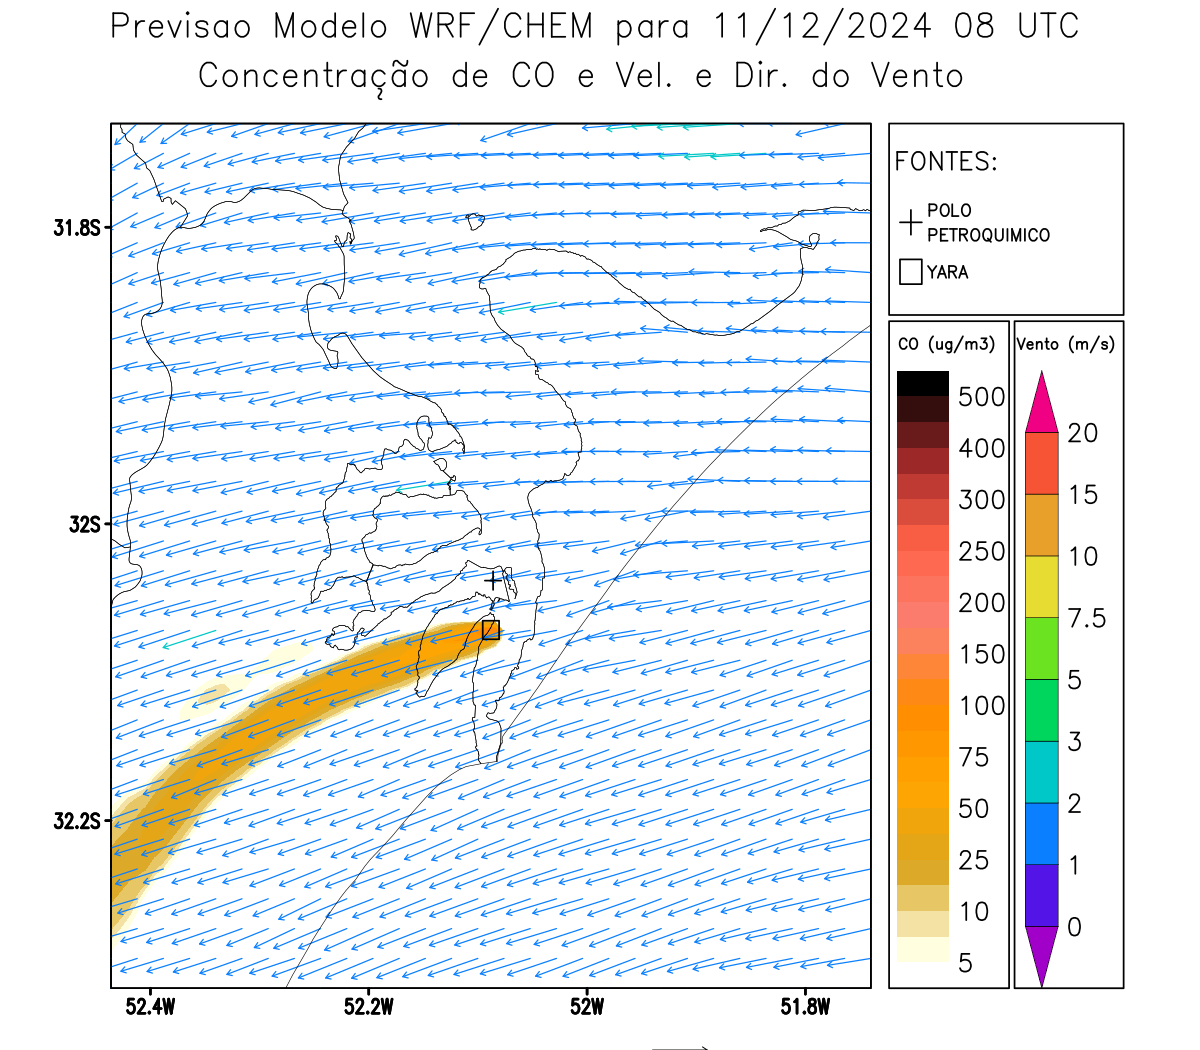 Previsao Modelo WRF/CHEM para 11/12/2024 08 UTC
Concentração de CO e Vel. e Dir. do Vento
FONTES:
POLO
PETROQUIMICO
YARA
CO (ug/m3)
500
400
300
250
200
150
100
75
50
25
10
5
Vento (m/s)
20
15
10
7.5
5
3
2
1
0
31.8S
32S
32.2S
52.4W
52.2W
52W
51.8W